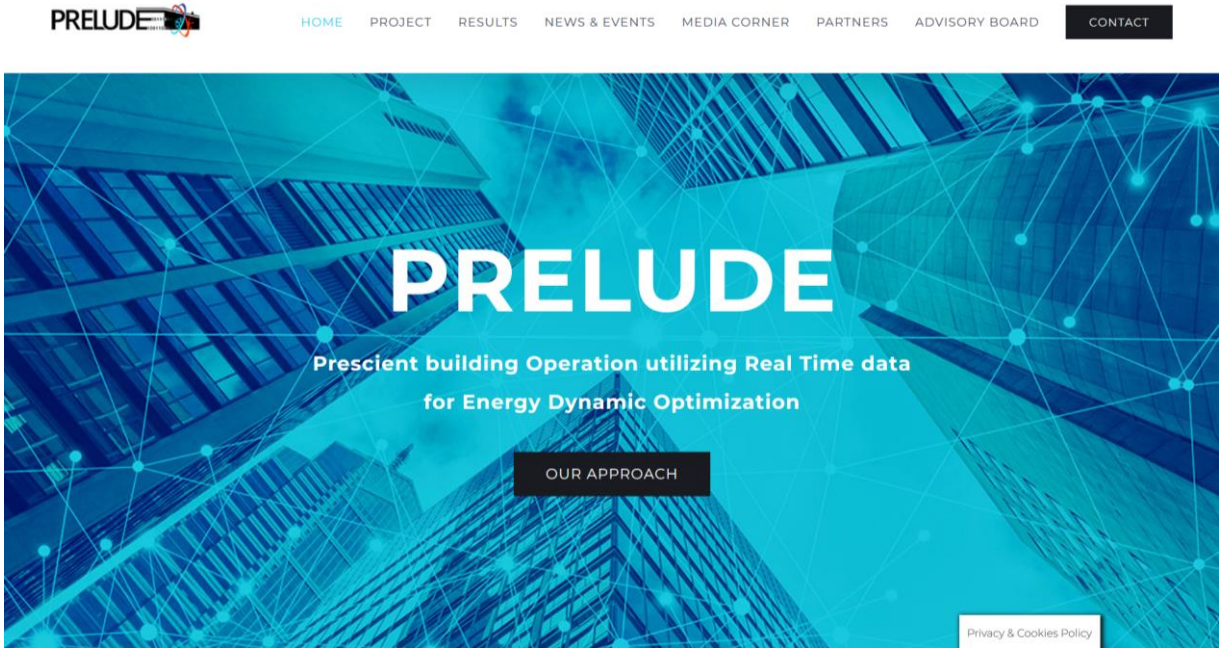 PRELUDE
HOME PROJECT RESULTS NEWS & EVENTS MEDIA CORNER PARTNERS ADVISORY BOARD CONTACT
PRELUDE
Prescient building Operation utilizing Real Time data
for Energy Dynamic Optimization
OUR APPROACH
Privacy & Cookies Policy